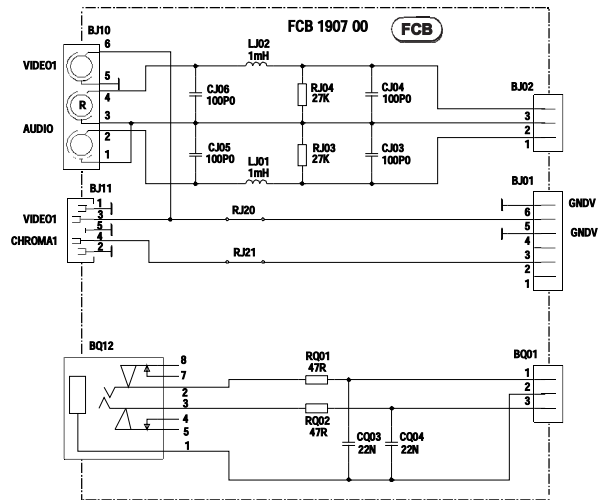 FCB 1907 00
FCB
BJ10
6
VIDEO1
5
4
R
3
AUDIO
2
1
LJ02
1mH
CJ06
100P0
RJ04
27K
CJ04
100P0
CJ05
100P0
RJ03
27K
CJ03
100P0
LJ01
1mH
BJ02
3
2
1
BJ11
1
VIDEO1
3
5
CHROMA1
4
2
RJ20
RJ21
BJ01
GNDV
6
5
GNDV
4
3
2
1
BQ12
8
7
2
3
4
5
1
RQ01
47R
RQ02
47R
CQ03
22N
CQ04
22N
BQ01
1
2
3